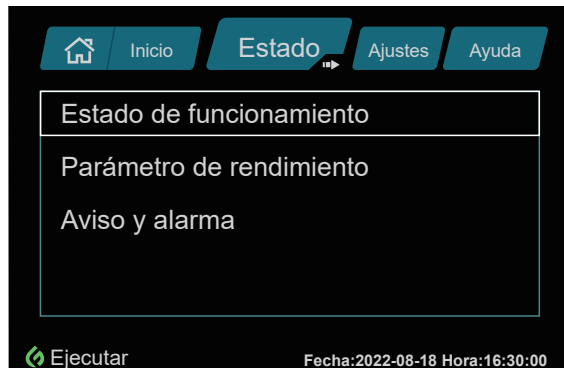 Inicio Estado Ajustes Ayuda
Estado de funcionamiento
Parámetro de rendimiento
Aviso y alarma
Ejecutar Fecha:2022-08-18 Hora:16:30:00